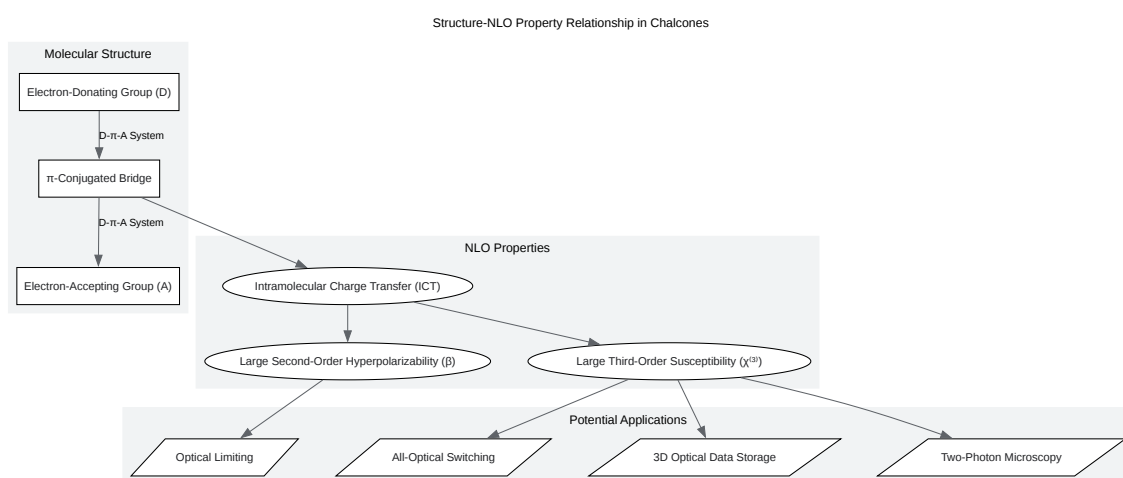 Structure-NLO Property Relationship in Chalcones
Molecular Structure
Electron-Donating Group (D)
D-π-A System
π-Conjugated Bridge
D-π-A System
Electron-Accepting Group (A)
NLO Properties
Intramolecular Charge Transfer (ICT)
Large Second-Order Hyperpolarizability (β)
Large Third-Order Susceptibility (χ⁽³⁾)
Potential Applications
Optical Limiting
All-Optical Switching
3D Optical Data Storage
Two-Photon Microscopy